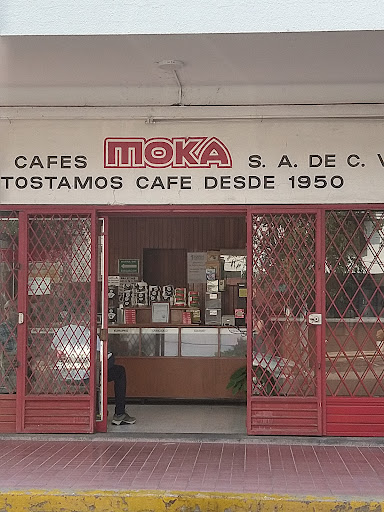 CAFES MOKA S. A. DE C. V
TOSTAMOS CAFE DESDE 1950